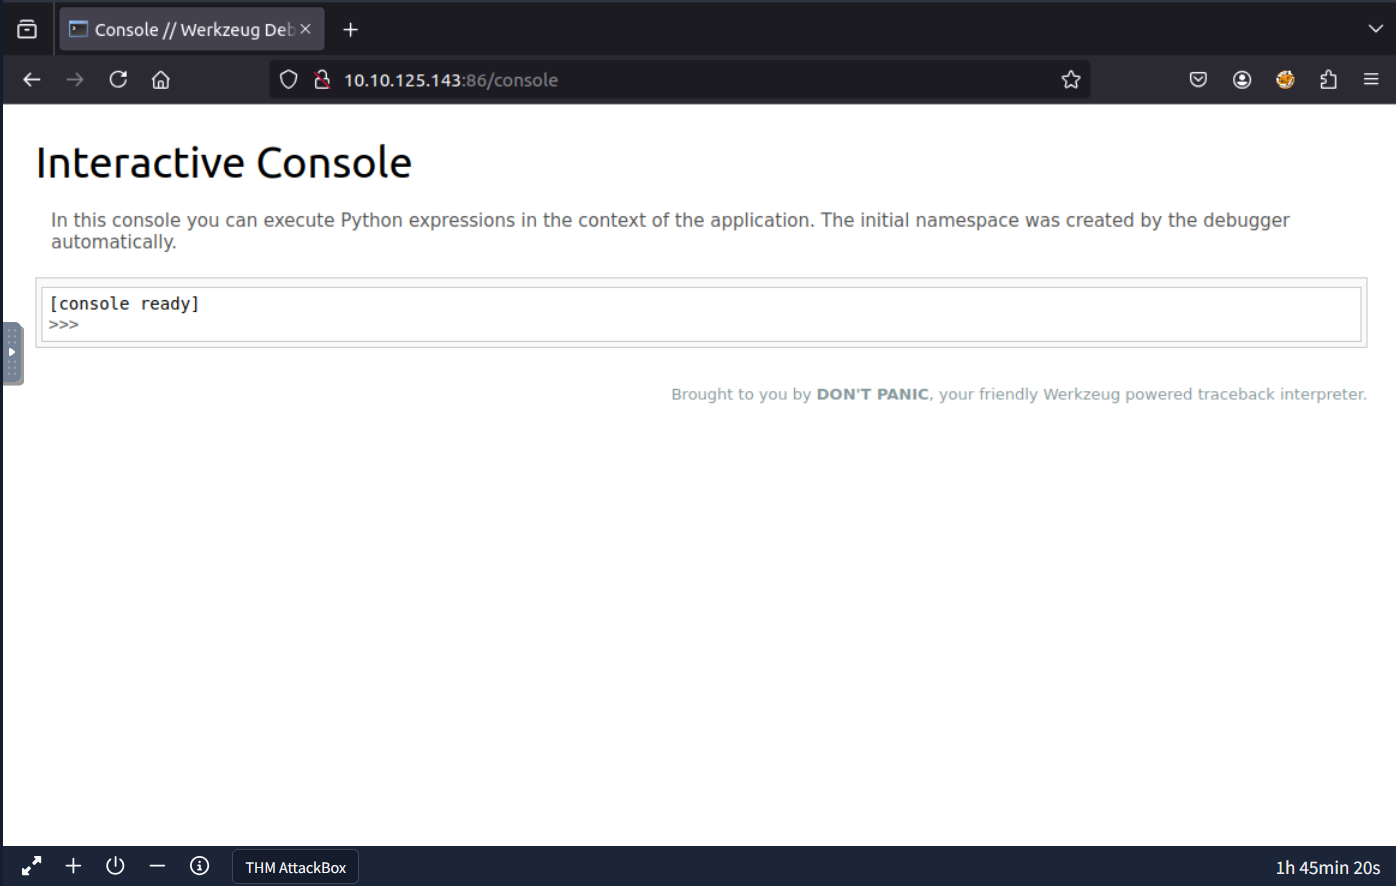 Console // Werkzeug Deb
10.10.125.143:86/console
Interactive Console
In this console you can execute Python expressions in the context of the application. The initial namespace was created by the debugger
automatically.
[console ready]
>>>
Brought to you by DON'T PANIC, your friendly Werkzeug powered traceback interpreter.
THM AttackBox
1h 45min 20s